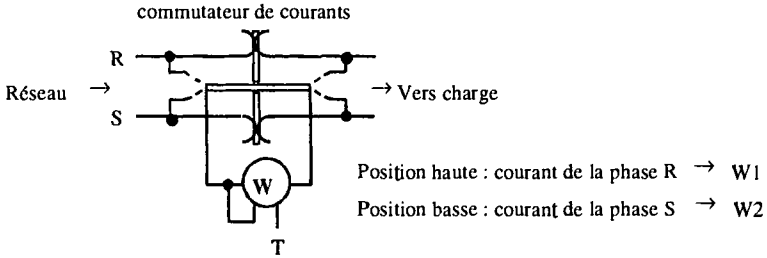 commutateur de courants
R
Réseau → → Vers charge
S
Position haute : courant de la phase R → W1
W
Position basse : courant de la phase S → W2
T